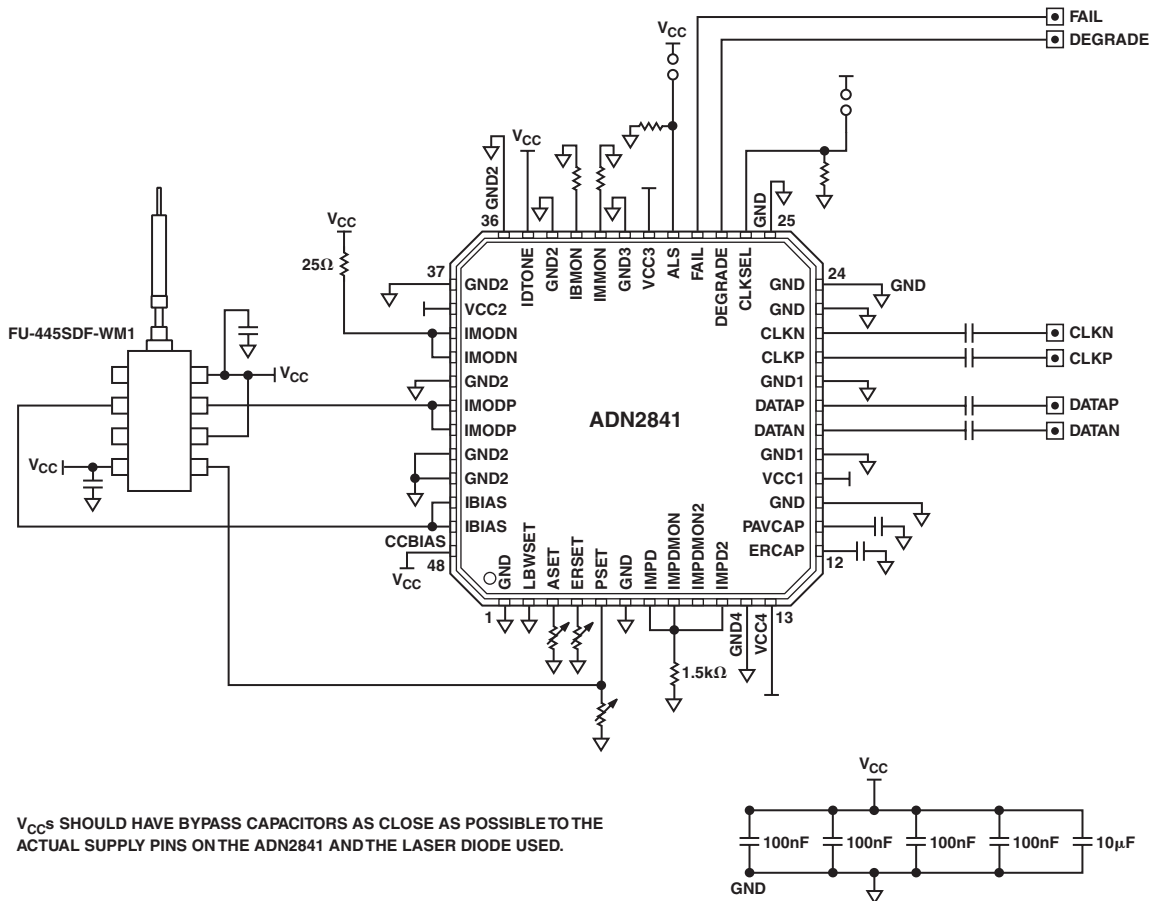 FAIL
DEGRADE
VCC
VCC
GND2
GND
36
25
IDTONE
GND2
IBMON
IMMON
GND3
VCC3
ALS
FAIL
DEGRADE
CLKSEL
VCC
25Ω
FU-445SDF-WM1
VCC
VCC
37
GND2
VCC2
IMODN
IMODN
GND2
IMODP
IMODP
GND2
GND2
IBIAS
IBIAS
CCBIAS
48
VCC
ADN2841
24
GND
GND
GND
CLKN
CLKN
CLKP
CLKP
GND1
DATAP
DATAP
DATAN
DATAN
GND1
VCC1
GND
PAVCAP
ERCAP
12
GND
LBWSET
ASET
ERSET
PSET
GND
IMPD
IMPDMON
IMPDMON2
IMPD2
1
GND4
VCC4
13
1.5kΩ
VCCs SHOULD HAVE BYPASS CAPACITORS AS CLOSE AS POSSIBLE TO THE
ACTUAL SUPPLY PINS ON THE ADN2841 AND THE LASER DIODE USED.
VCC
100nF
100nF
100nF
100nF
10μF
GND